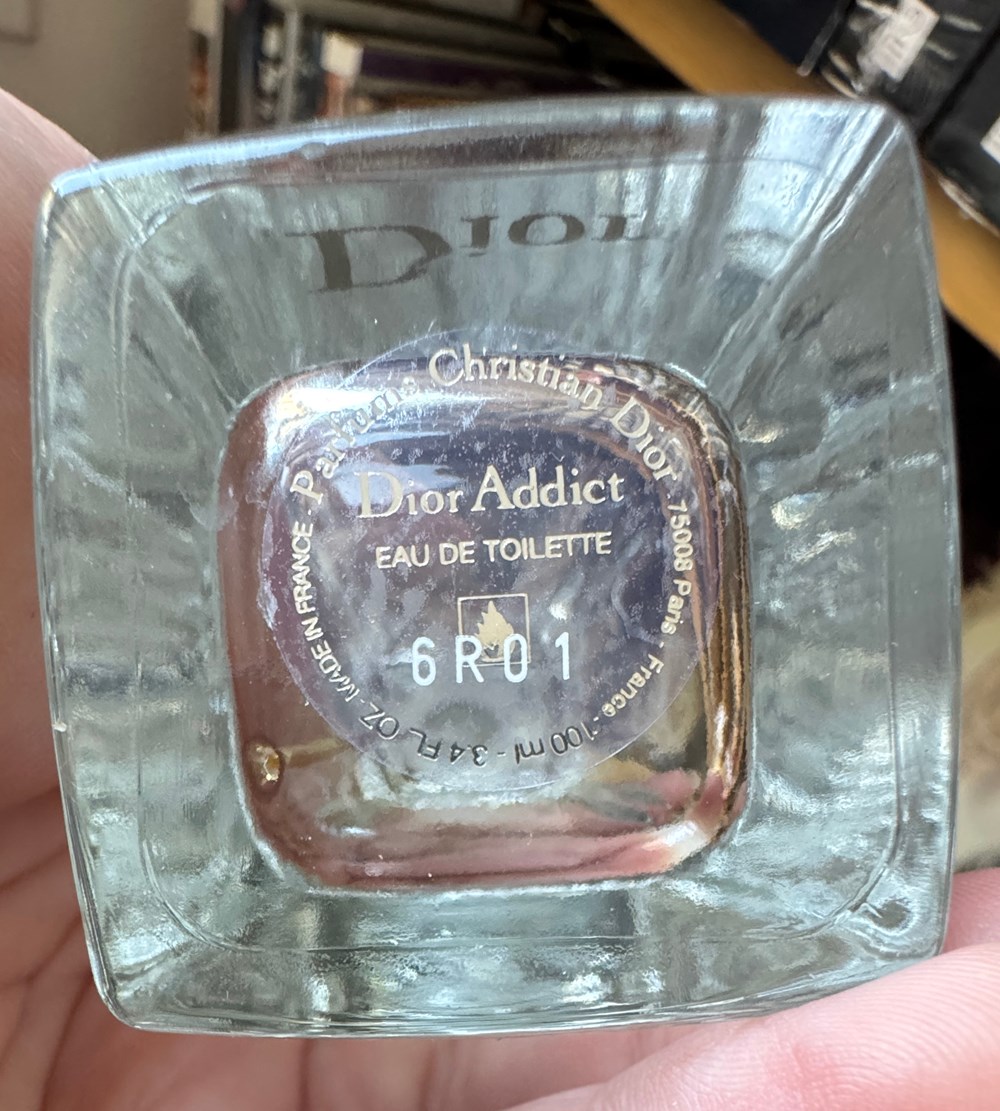 Dior
Parfums Christian Dior 75008 Paris - France - 100 ml - 3.4 FL. OZ. - MADE IN FRANCE -
Dior Addict
EAU DE TOILETTE
6R01